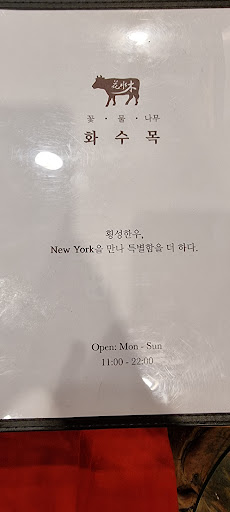 花水木
꽃 · 물 · 나무
화 수 목
횡성한우,
New York을 만나 특별함을 더 하다.
Open: Mon - Sun
11:00 - 22:00